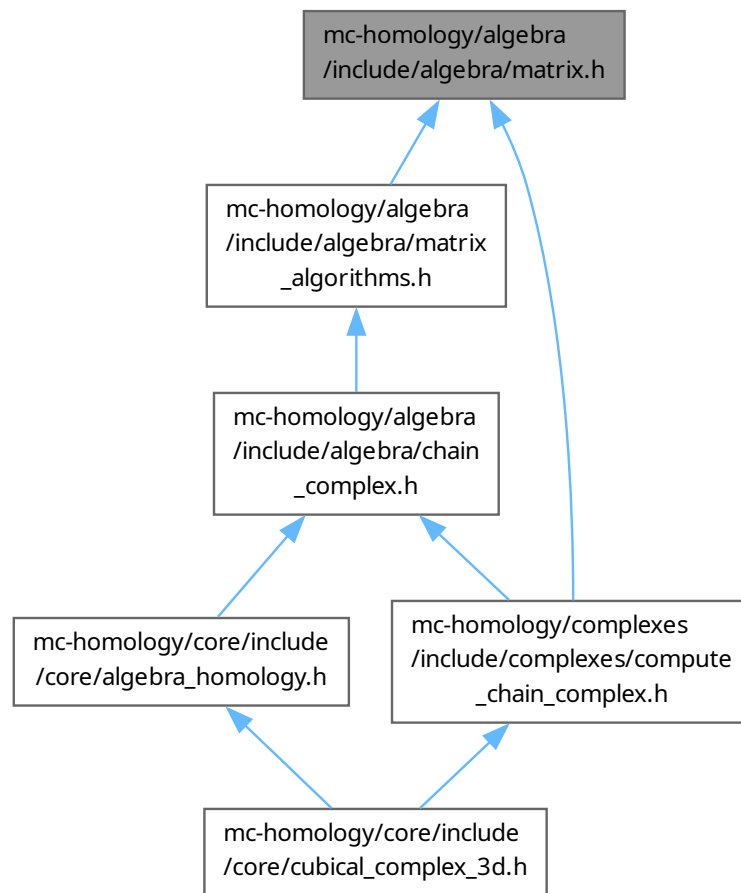 mc-homology/algebra
/include/algebra/matrix.h
mc-homology/algebra
/include/algebra/matrix
_algorithms.h
mc-homology/algebra
/include/algebra/chain
_complex.h
mc-homology/core/include
/core/algebra_homology.h
mc-homology/complexes
/include/complexes/compute
_chain_complex.h
mc-homology/core/include
/core/cubical_complex_3d.h